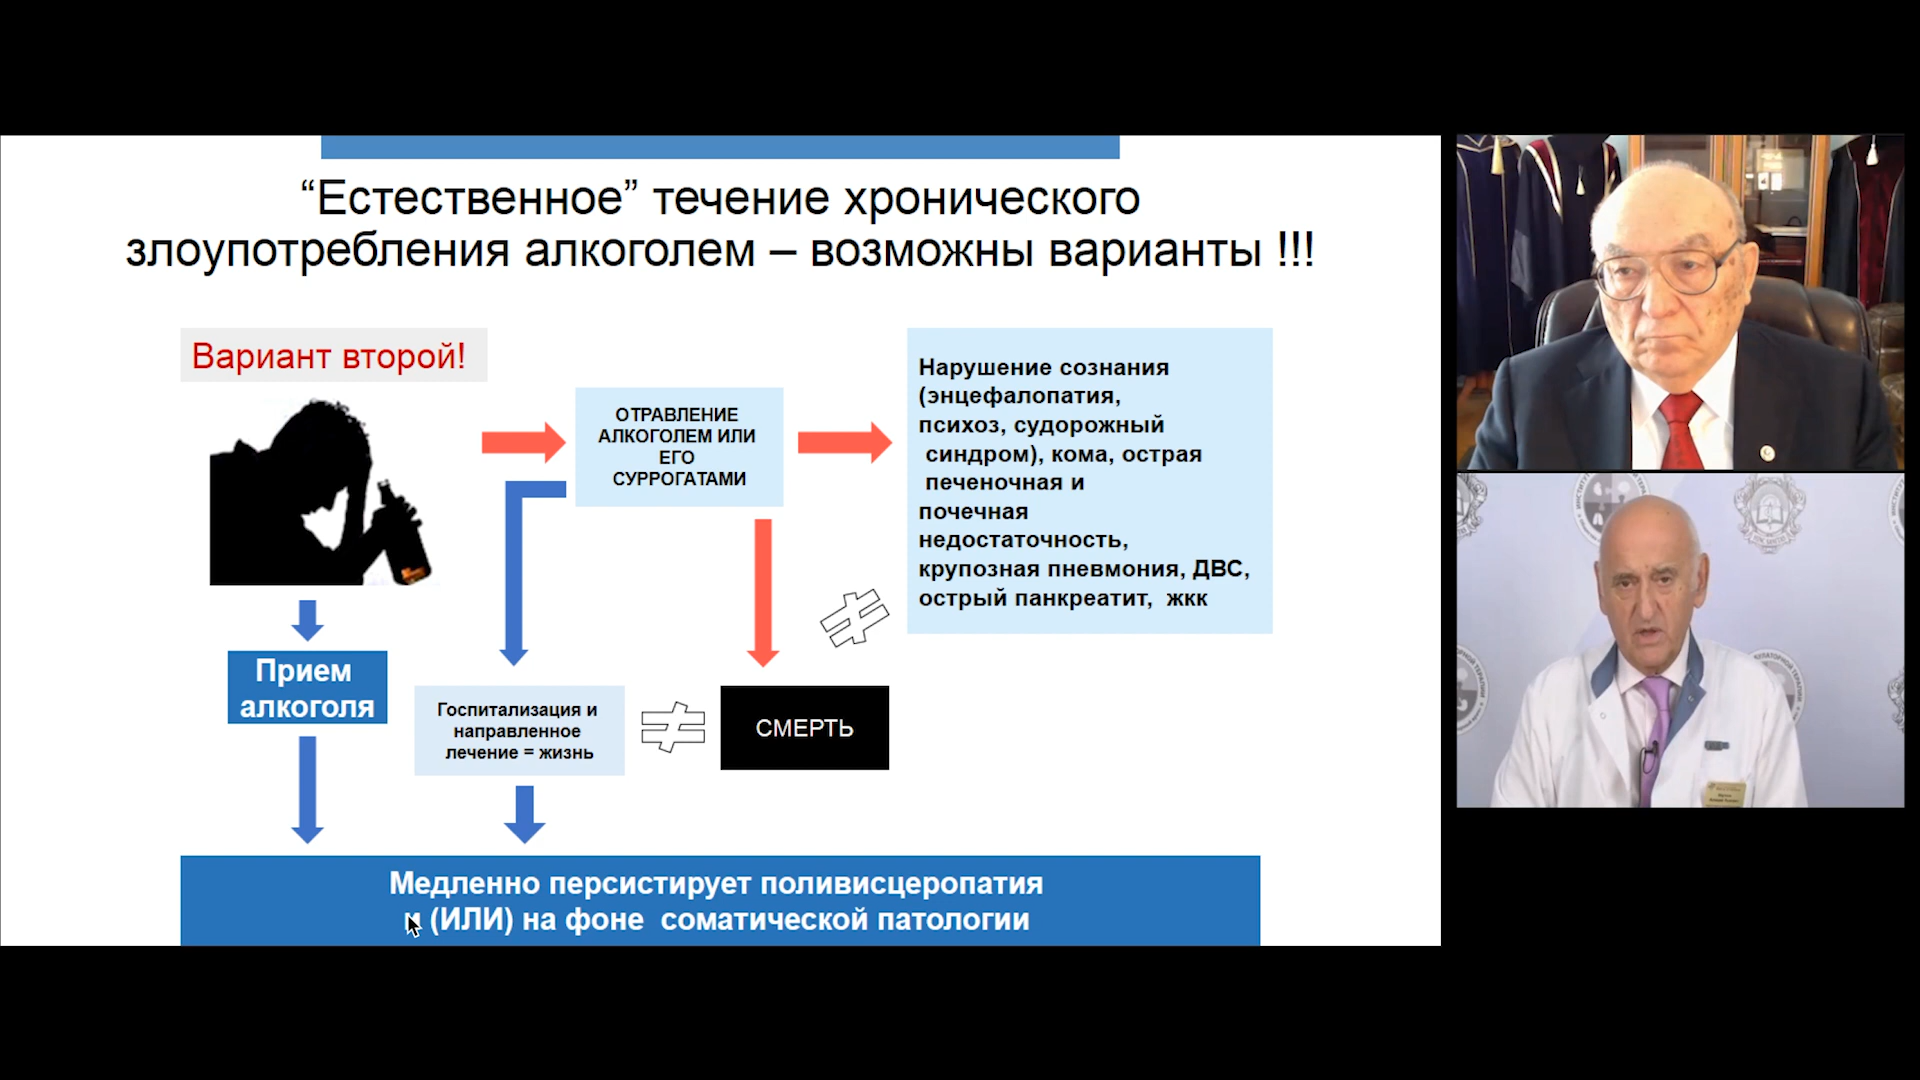 “Естественное” течение хронического
злоупотребления алкоголем – возможны варианты !!!
Вариант второй!
ОТРАВЛЕНИЕ
АЛКОГОЛЕМ ИЛИ
ЕГО
СУРРОГАТАМИ
Нарушение сознания
(энцефалопатия,
психоз, судорожный
синдром), кома, острая
печеночная и
почечная
недостаточность,
крупозная пневмония, ДВС,
острый панкреатит, жкк
Прием
алкоголя
Госпитализация и
направленное
лечение = жизнь
СМЕРТЬ
Медленно персистирует поливисцеропатия
и (ИЛИ) на фоне соматической патологии